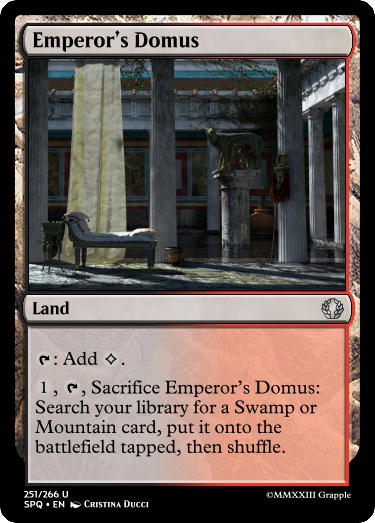 Emperor's Domus
Land
: Add .
1 , , Sacrifice Emperor's Domus:
Search your library for a Swamp or
Mountain card, put it onto the
battlefield tapped, then shuffle.
251/266 U
SPQ • EN Cristina Ducci
©MMXXIII Grapple